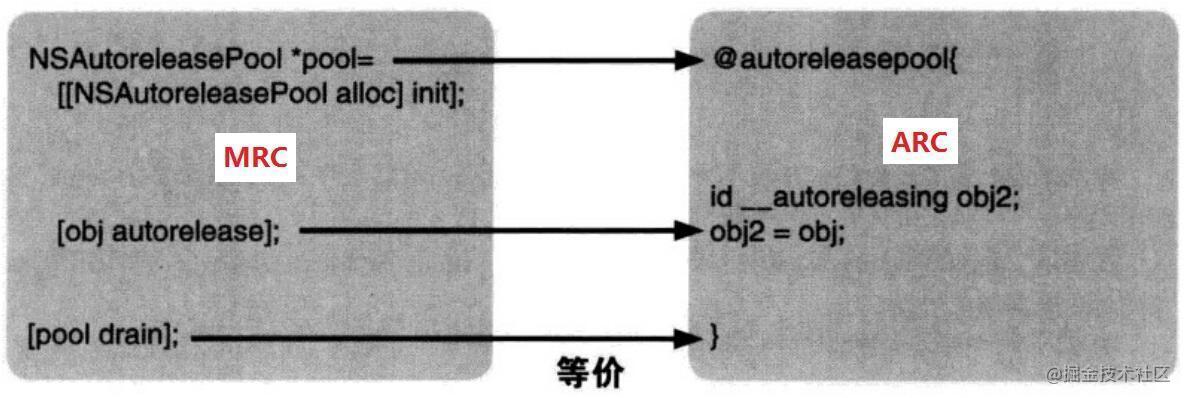 NSAutoreleasePool *pool=
[[NSAutoreleasePool alloc] init];
MRC
[obj autorelease];
[pool drain];
@autoreleasepool{
ARC
id __autoreleasing obj2;
obj2 = obj;
}
等价
@掘金技术社区